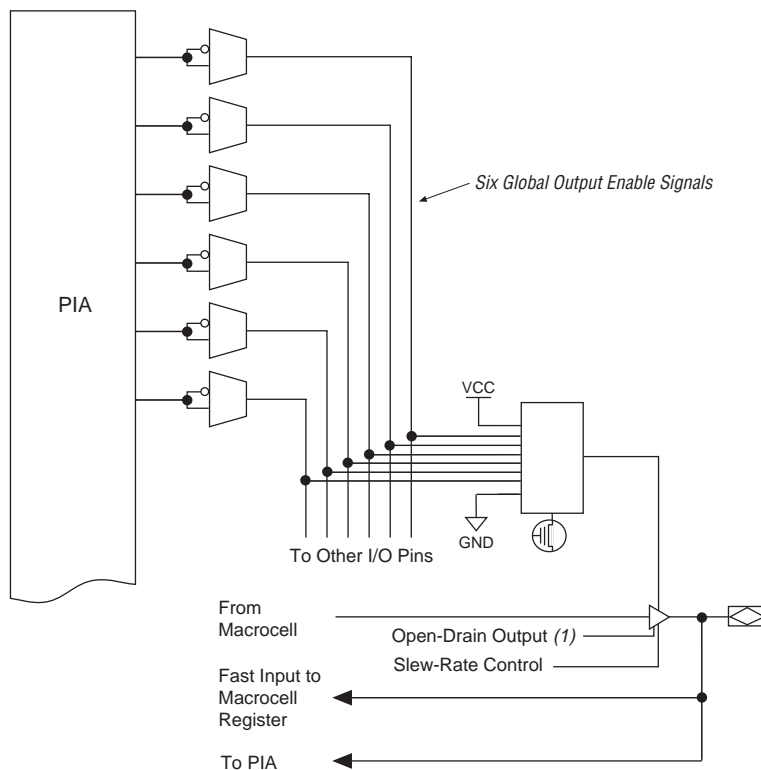 Six Global Output Enable Signals
PIA
VCC
GND
To Other I/O Pins
From
Macrocell
Open-Drain Output (1)
Slew-Rate Control
Fast Input to
Macrocell
Register
To PIA